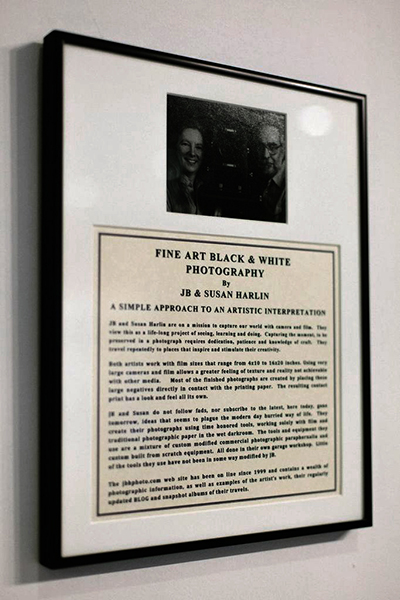 FINE ART BLACK & WHITE
PHOTOGRAPHY
By
JB & SUSAN HARLIN
A SIMPLE APPROACH TO AN ARTISTIC INTERPRETATION
JB and Susan Harlin are on a mission to capture our world with camera and film. They
view this as a life-long project of seeing, learning and doing. Capturing the moment, to be
preserved in a photograph requires dedication, patience and knowledge of craft. They
travel repeatedly to places that inspire and stimulate their creativity.
Both artists work with film sizes that range from 4x10 to 16x20 inches. Using very
large cameras and film allows a greater feeling of texture and reality not achievable
with other media. Most of the finished photographs are created by placing these
large negatives directly in contact with the printing paper. The resulting contact
print has a look and feel all its own.
JB and Susan do not follow fads, nor subscribe to the latest, here today, gone
tomorrow, ideas that seems to plague the modern day hurried way of life. They
create their photographs using time honored tools, working solely with film and
traditional photographic paper in the wet darkroom. The tools and equipment they
use are a mixture of custom modified commercial photographic paraphernalia and
custom built from scratch equipment. All done in their own garage workshop. Little
of the tools they use have not been in some way modified by JB.
The jbhphoto.com web site has been on line since 1999 and contains a wealth of
photographic information, as well as examples of the artist's work, their regularly
updated BLOG and snapshot albums of their travels.